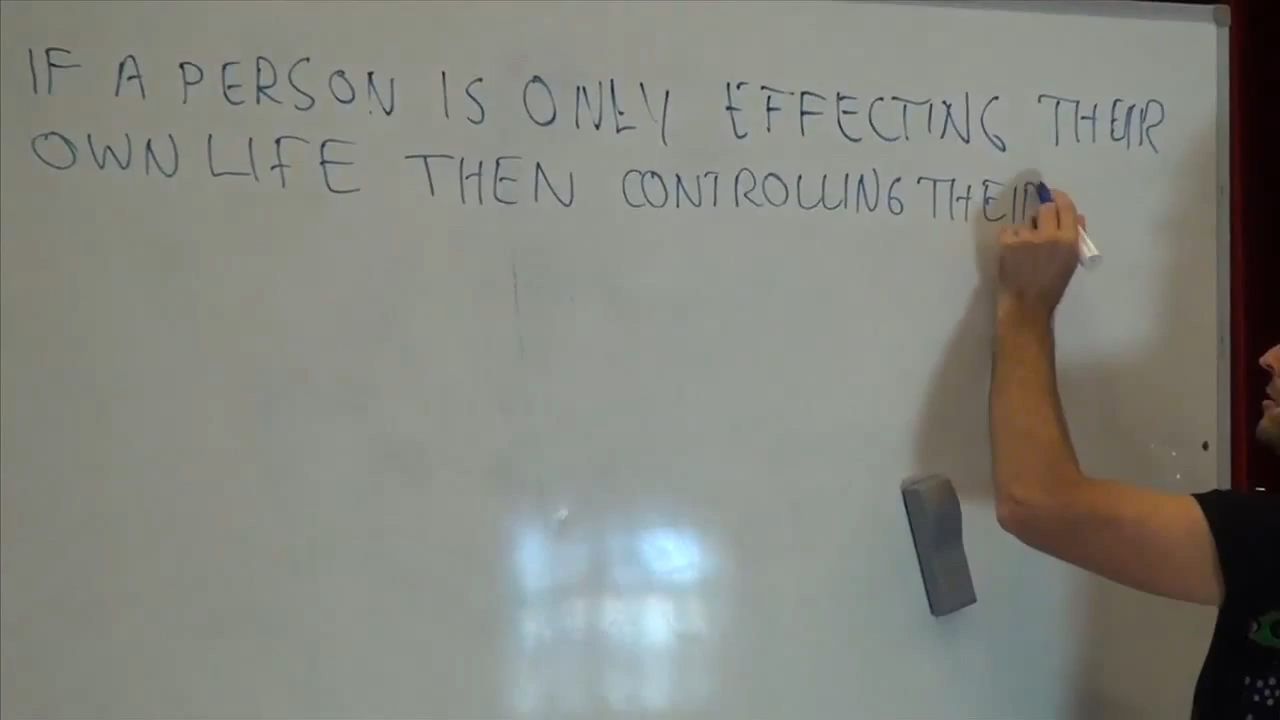 IF A PERSON IS ONLY EFFECTING THEIR
OWN LIFE THEN CONTROLLING THEIR